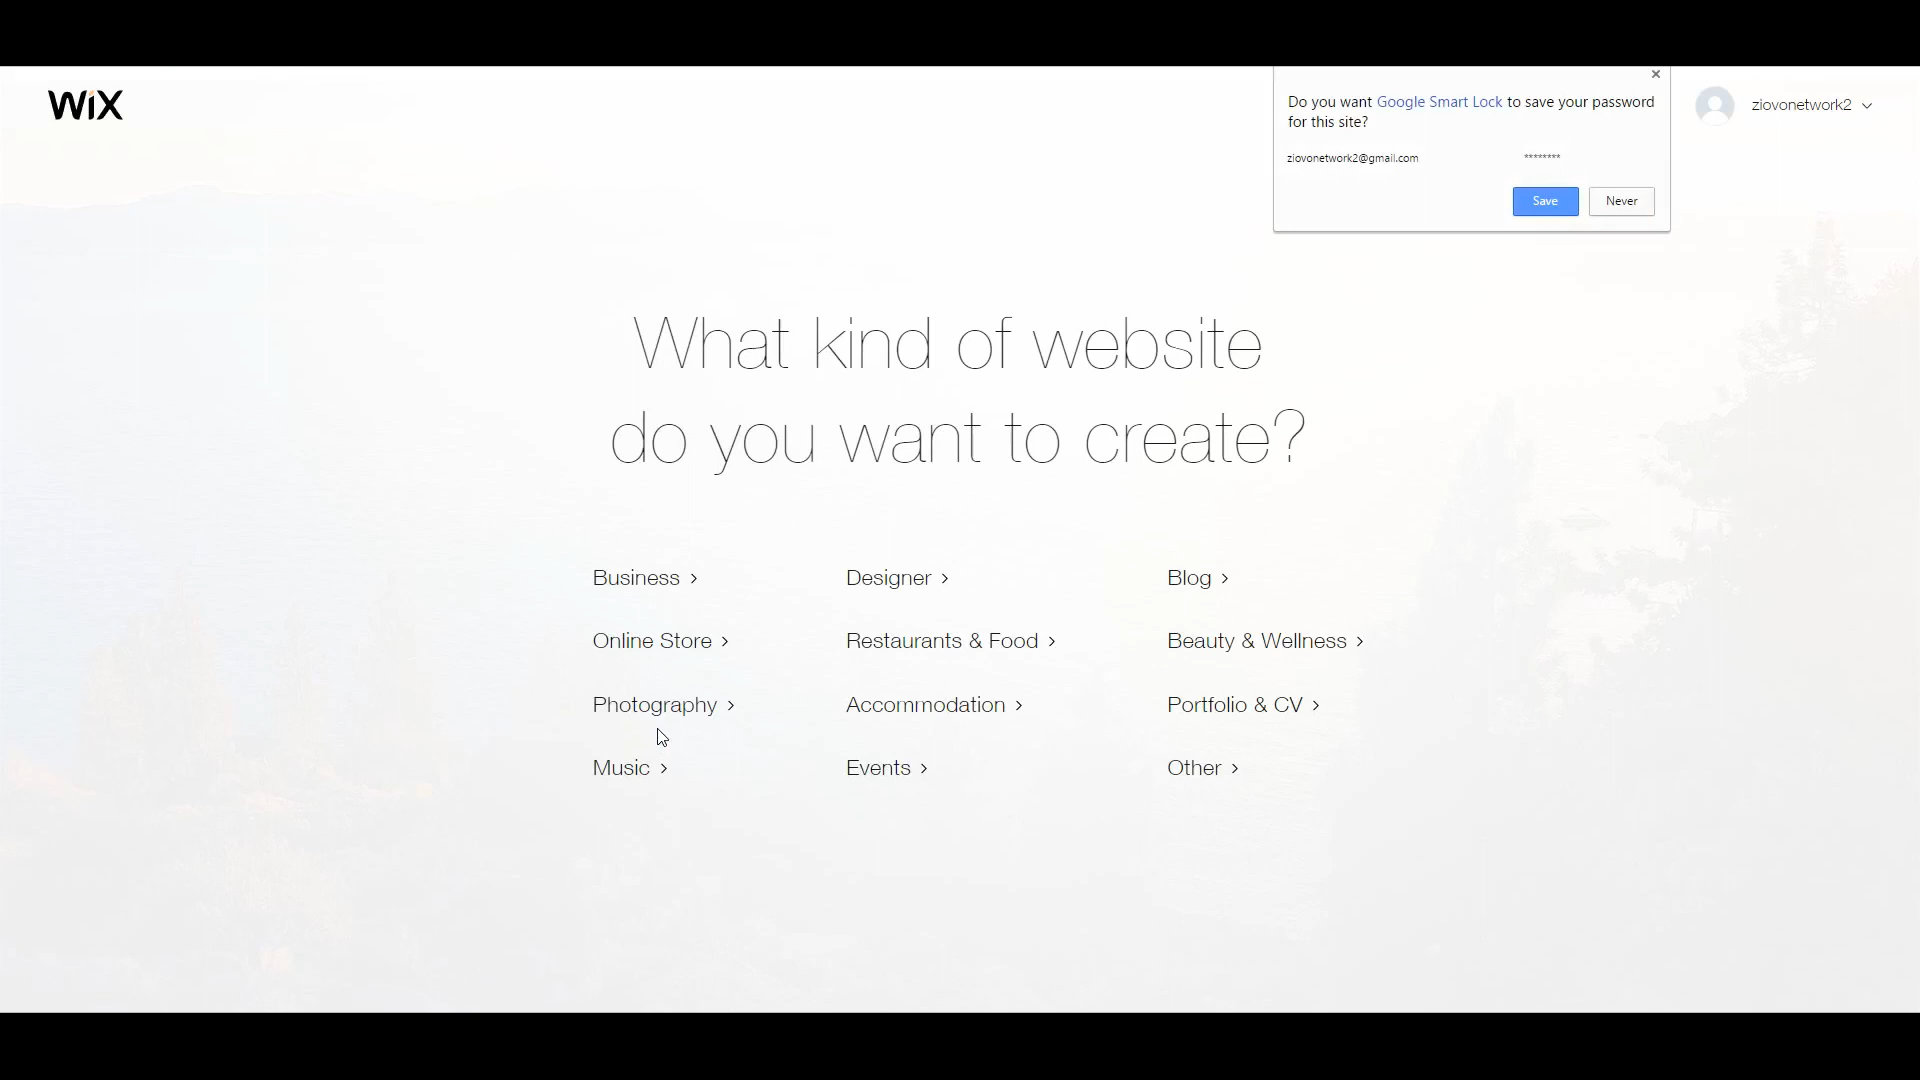 WiX
Do you want Google Smart Lock to save your password
for this site?
ziovonetwork2@gmail.com ********
Save Never
ziovonetwork2
What kind of website
do you want to create?
Business > Designer > Blog >
Online Store > Restaurants & Food > Beauty & Wellness >
Photography > Accommodation > Portfolio & CV >
Music > Events > Other >